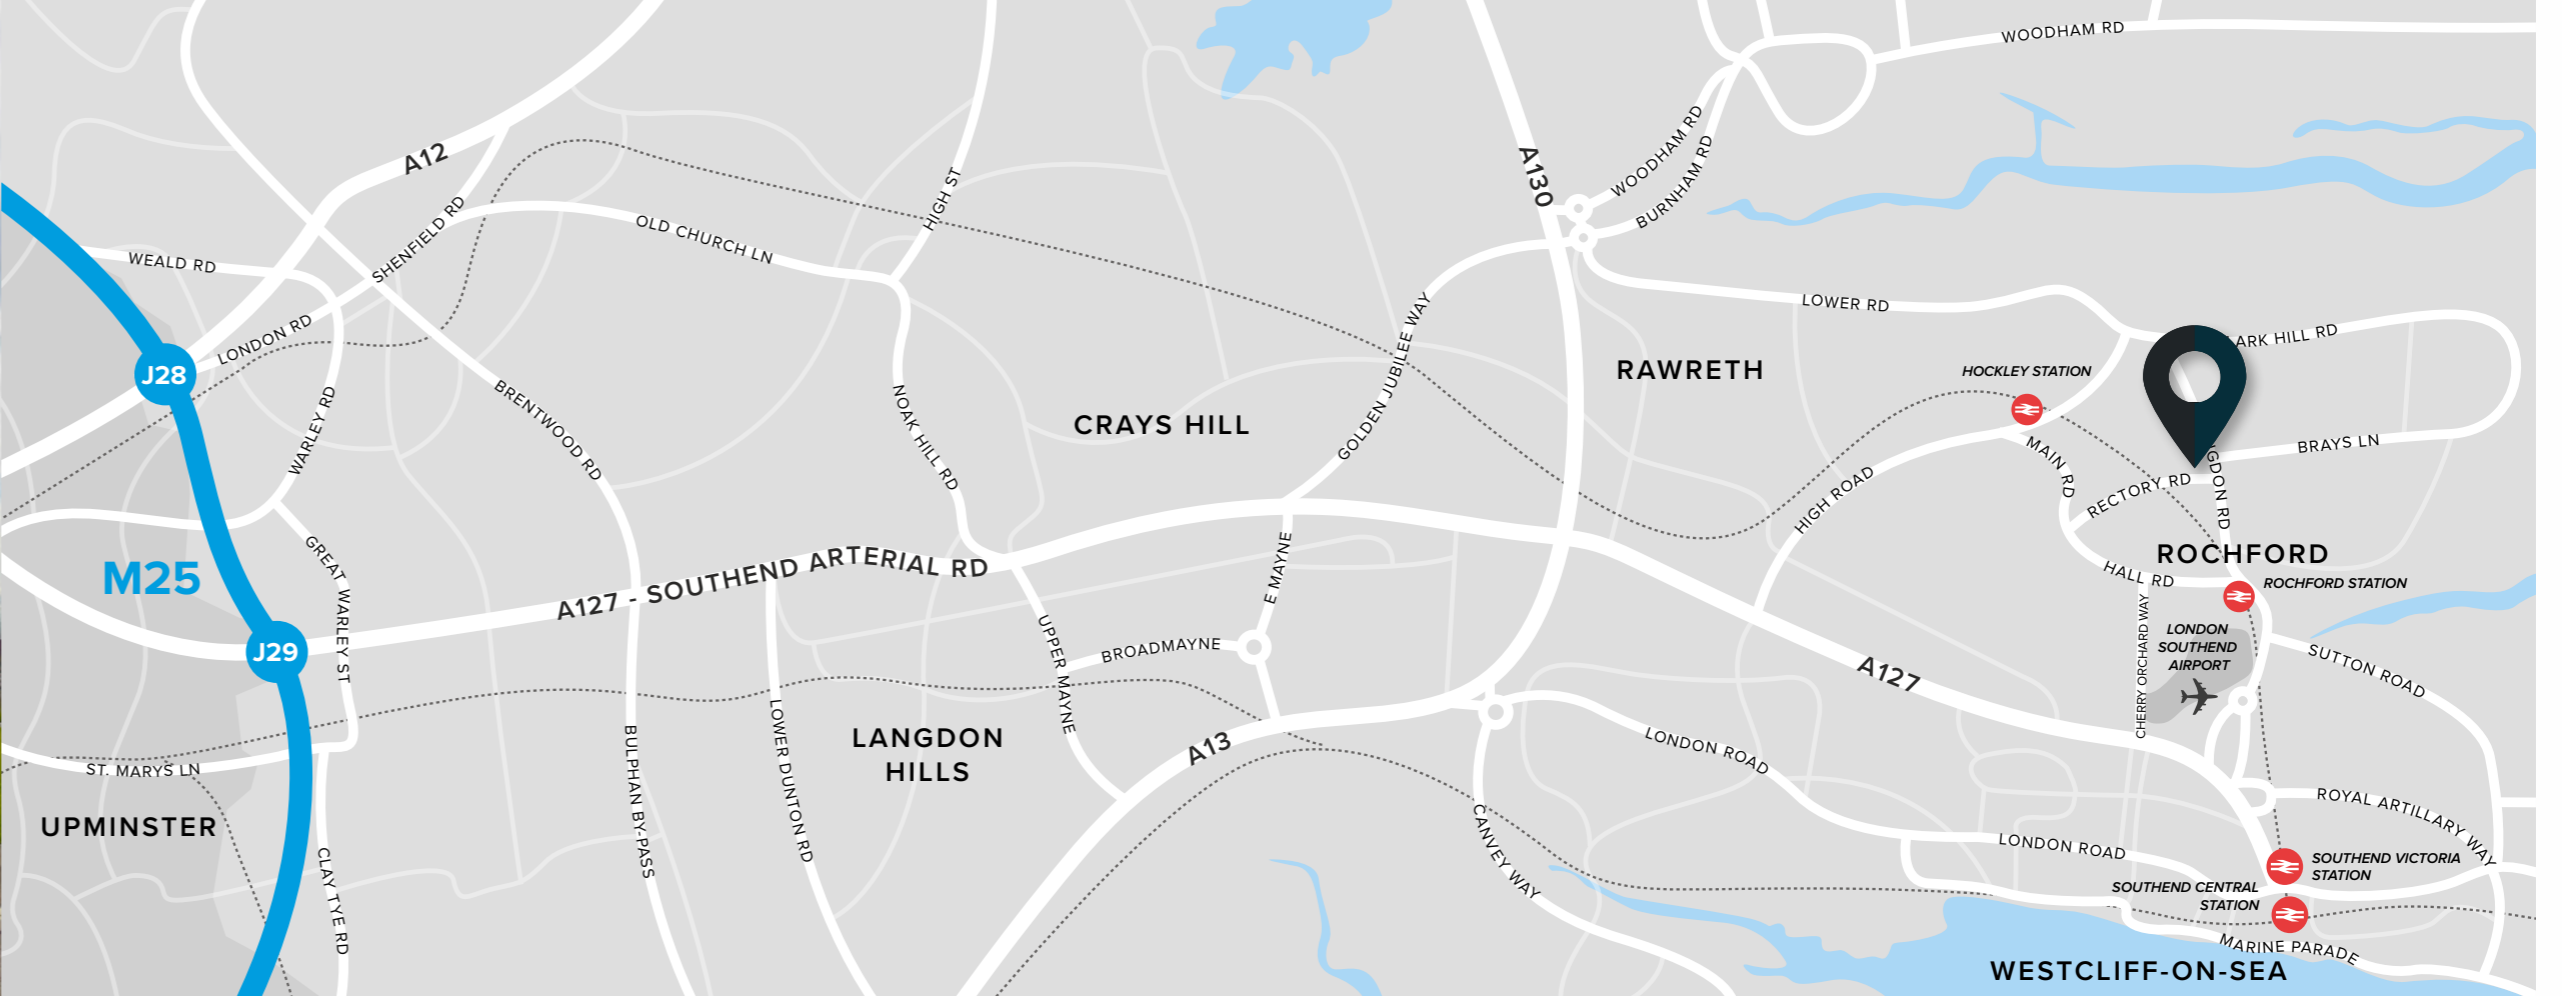 WOODHAM RD
A12
A130
WOODHAM RD
BURNHAM RD
HIGH ST
SHENFIELD RD
OLD CHURCH LN
WEALD RD
LONDON RD
J28
LOWER RD
GOLDEN JUBILEE WAY
ARK HILL RD
RAWRETH
HOCKLEY STATION
BRENTWOOD RD
WARLEY RD
NOAK HILL RD
CRAYS HILL
BRAYS LN
MAIN RD
RECTORY RD
GDON RD
HIGH ROAD
GREAT WARLEY ST
M25
A127 - SOUTHEND ARTERIAL RD
E MAYNE
ROCHFORD
HALL RD
ROCHFORD STATION
J29
UPPER MAYNE
BROADMAYNE
CHERRY ORCHARD WAY
LONDON
SOUTHEND
AIRPORT
SUTTON ROAD
A127
LANGDON
HILLS
LOWER DUNTON RD
BULPHAN BY-PASS
A13
LONDON ROAD
ST. MARYS LN
UPMINSTER
CLAY TYE RD
CANVEY WAY
ROYAL ARTILLARY WAY
LONDON ROAD
SOUTHEND VICTORIA
STATION
SOUTHEND CENTRAL
STATION
MARINE PARADE
WESTCLIFF-ON-SEA